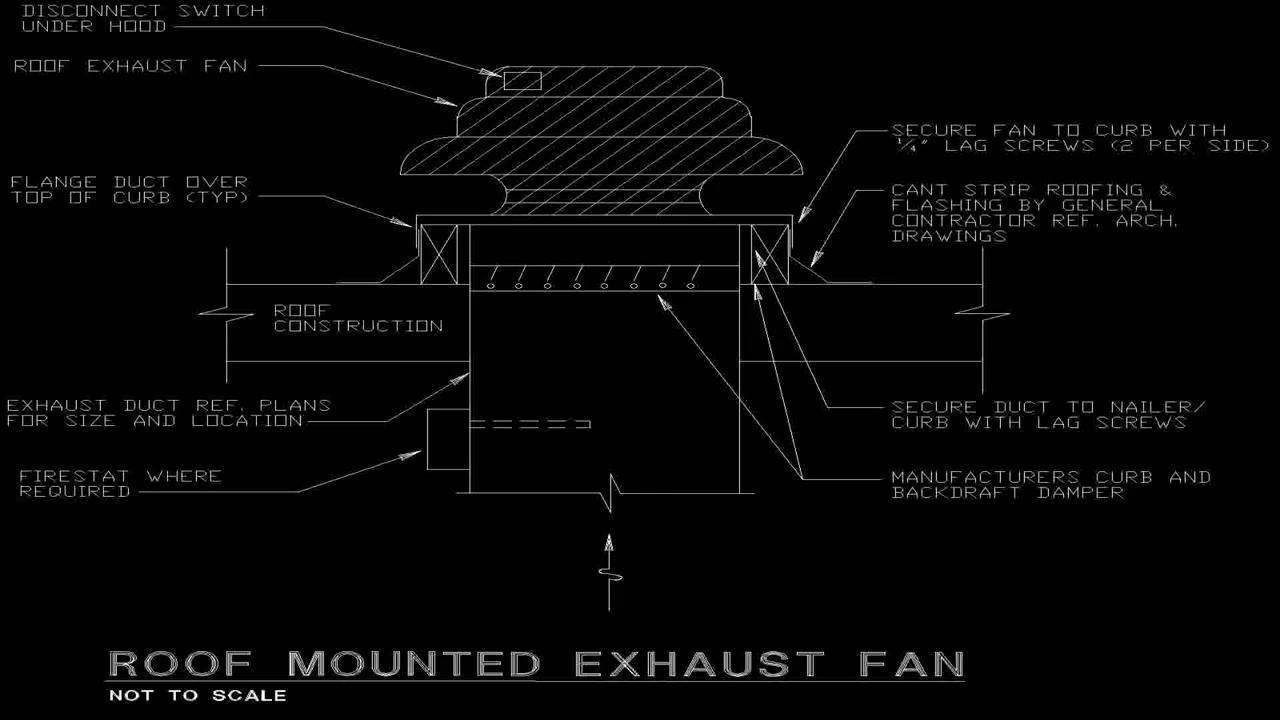 DISCONNECT SWITCH
UNDER HOOD
ROOF EXHAUST FAN
FLANGE DUCT OVER
TOP OF CURB (TYP)
SECURE FAN TO CURB WITH
¼" LAG SCREWS (2 PER SIDE)
CANT STRIP ROOFING &
FLASHING BY GENERAL
CONTRACTOR REF. ARCH.
DRAWINGS
ROOF
CONSTRUCTION
EXHAUST DUCT REF. PLANS
FOR SIZE AND LOCATION
FIRESTAT WHERE
REQUIRED
SECURE DUCT TO NAILER/
CURB WITH LAG SCREWS
MANUFACTURERS CURB AND
BACKDRAFT DAMPER
ROOF MOUNTED EXHAUST FAN
NOT TO SCALE